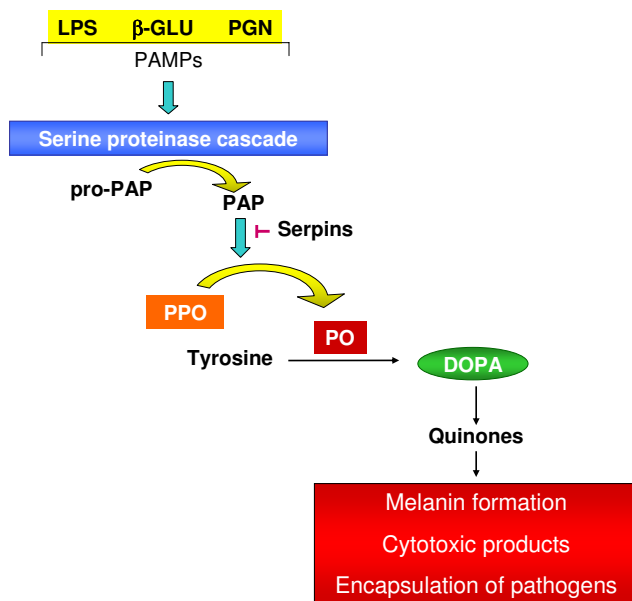 LPS β-GLU PGN
PAMPs
Serine proteinase cascade
pro-PAP
PAP
Serpins
PPO
PO
Tyrosine
DOPA
Quinones
Melanin formation
Cytotoxic products
Encapsulation of pathogens